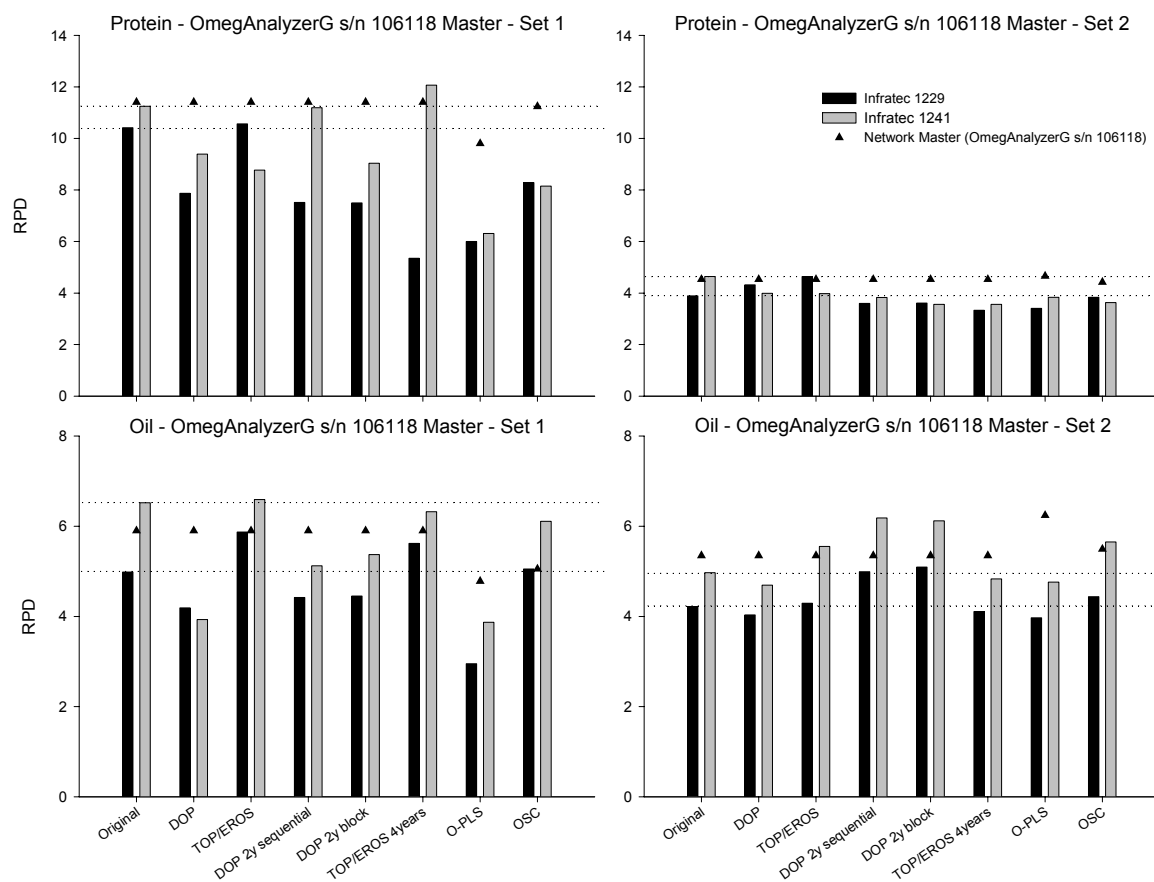 Protein - OmegAnalyzerG s/n 106118 Master - Set 1
Protein - OmegAnalyzerG s/n 106118 Master - Set 2
14
12
10
8
6
4
2
0
RPD
14
12
10
8
6
4
2
0
Infratec 1229
Infratec 1241
Network Master (OmegAnalyzerG s/n 106118)
Oil - OmegAnalyzerG s/n 106118 Master - Set 1
Oil - OmegAnalyzerG s/n 106118 Master - Set 2
8
6
4
2
0
RPD
8
6
4
2
0
Original
DOP
TOP/EROS
DOP 2y sequential
DOP 2y block
TOP/EROS 4years
O-PLS
OSC
Original
DOP
TOP/EROS
DOP 2y sequential
DOP 2y block
TOP/EROS 4years
O-PLS
OSC